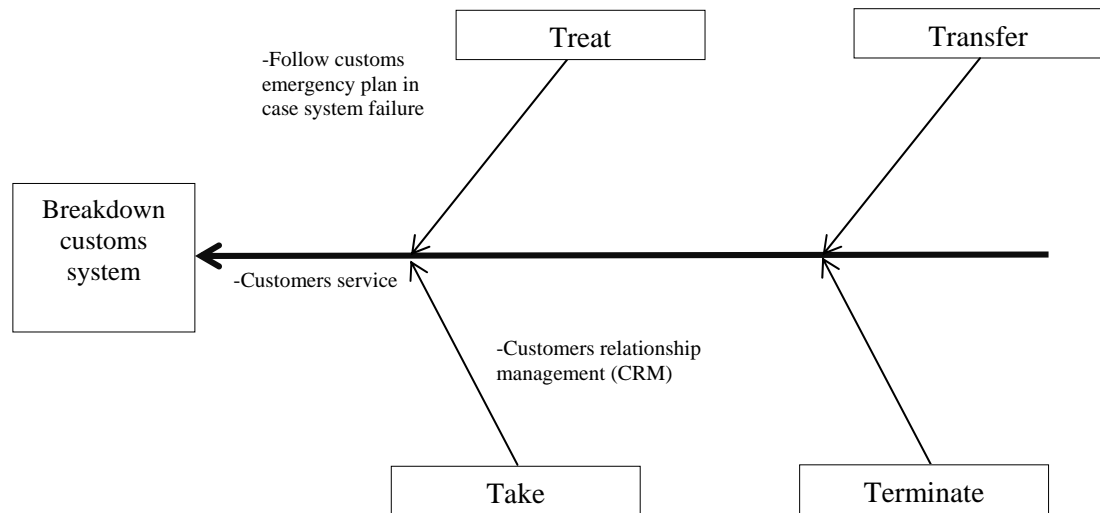 Treat
Transfer
-Follow customs
emergency plan in
case system failure
Breakdown
customs
system
-Customers service
-Customers relationship
management (CRM)
Take
Terminate